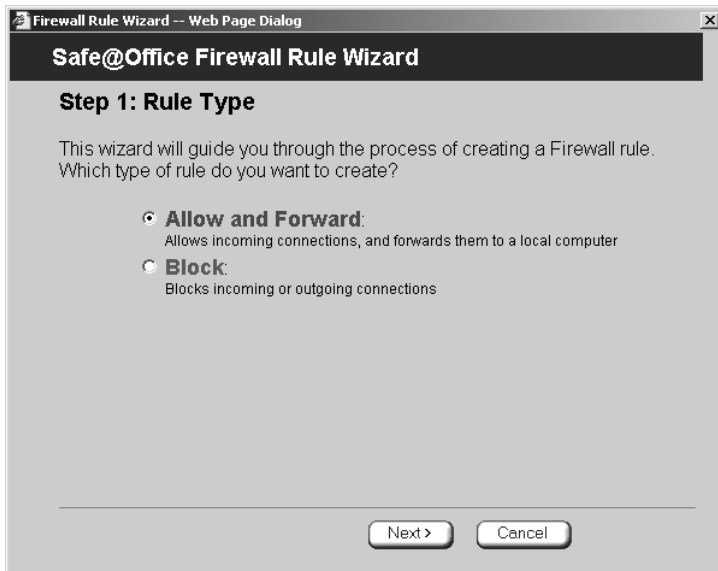 Firewall Rule Wizard -- Web Page Dialog
Safe@Office Firewall Rule Wizard
Step 1: Rule Type
This wizard will guide you through the process of creating a Firewall rule.
Which type of rule do you want to create?
Allow and Forward:
Allows incoming connections, and forwards them to a local computer
Block:
Blocks incoming or outgoing connections
Next >
Cancel